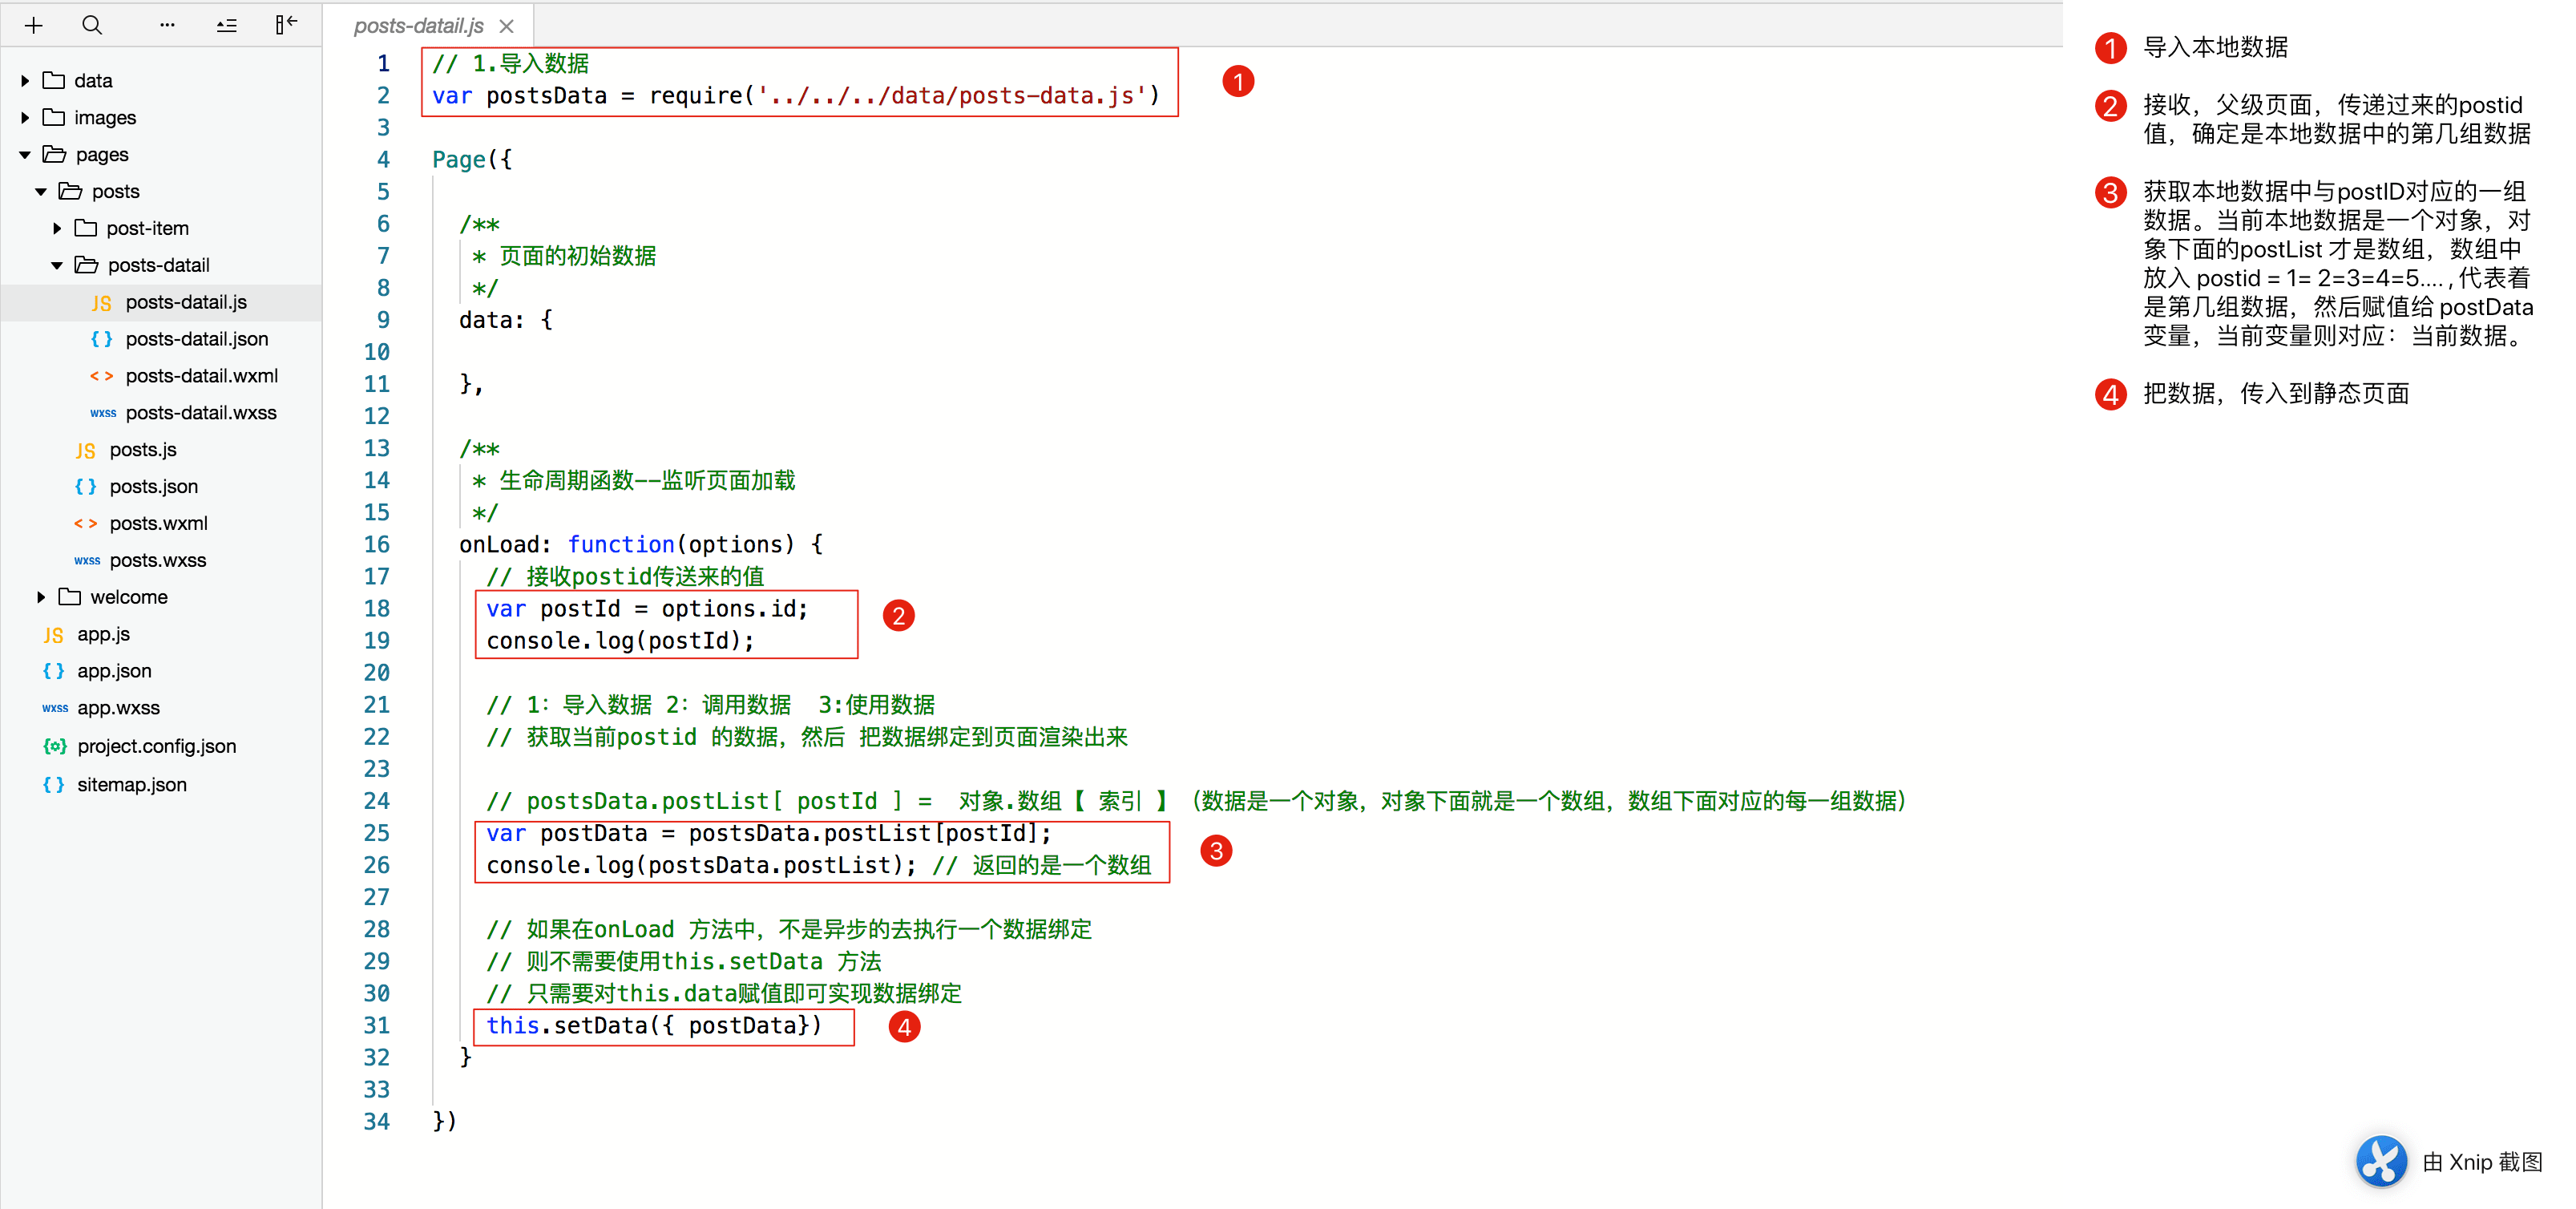 posts-datail.js
data
images
pages
posts
post-item
posts-datail
JS posts-datail.js
{ } posts-datail.json
< > posts-datail.wxml
wxss posts-datail.wxss
JS posts.js
{ } posts.json
< > posts.wxml
wxss posts.wxss
welcome
JS app.js
{ } app.json
wxss app.wxss
project.config.json
{ } sitemap.json
1 // 1.导入数据
2 var postsData = require('../../../data/posts-data.js')
1
3
4 Page({
5
6 /**
7 * 页面的初始数据
8 */
9 data: {
10
11 },
12
13 /**
14 * 生命周期函数--监听页面加载
15 */
16 onLoad: function(options) {
17 // 接收postid传送来的值
18 var postId = options.id;
2
19 console.log(postId);
20
21 // 1：导入数据 2：调用数据  3:使用数据
22 // 获取当前postid 的数据，然后 把数据绑定到页面渲染出来
23
24 // postsData.postList[ postId ] =  对象.数组【 索引 】（数据是一个对象，对象下面就是一个数组，数组下面对应的每一组数据）
25 var postData = postsData.postList[postId];
3
26 console.log(postsData.postList); // 返回的是一个数组
27
28 // 如果在onLoad 方法中，不是异步的去执行一个数据绑定
29 // 则不需要使用this.setData 方法
30 // 只需要对this.data赋值即可实现数据绑定
31 this.setData({ postData})
4
32 }
33
34 })
1 导入本地数据
2 接收，父级页面，传递过来的postid
值，确定是本地数据中的第几组数据
3 获取本地数据中与postID对应的一组
数据。当前本地数据是一个对象，对
象下面的postList 才是数组，数组中
放入 postid = 1= 2=3=4=5....，代表着
是第几组数据，然后赋值给 postData
变量，当前变量则对应：当前数据。
4 把数据，传入到静态页面
由 Xnip 截图